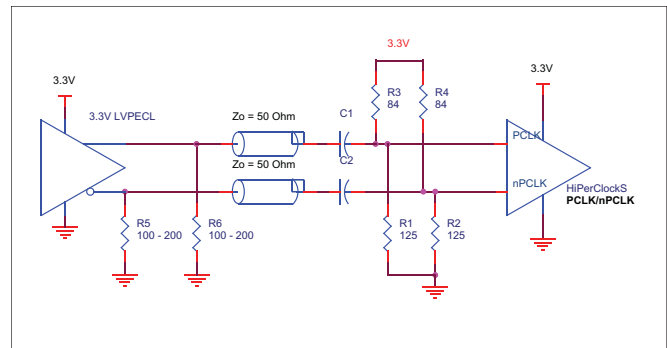 3.3V
3.3V
3.3V
3.3V LVPECL
Zo = 50 Ohm
C1
R3
84
R4
84
PCLK
Zo = 50 Ohm
C2
nPCLK
HiPerClockS
PCLK/nPCLK
R5
100 - 200
R6
100 - 200
R1
125
R2
125